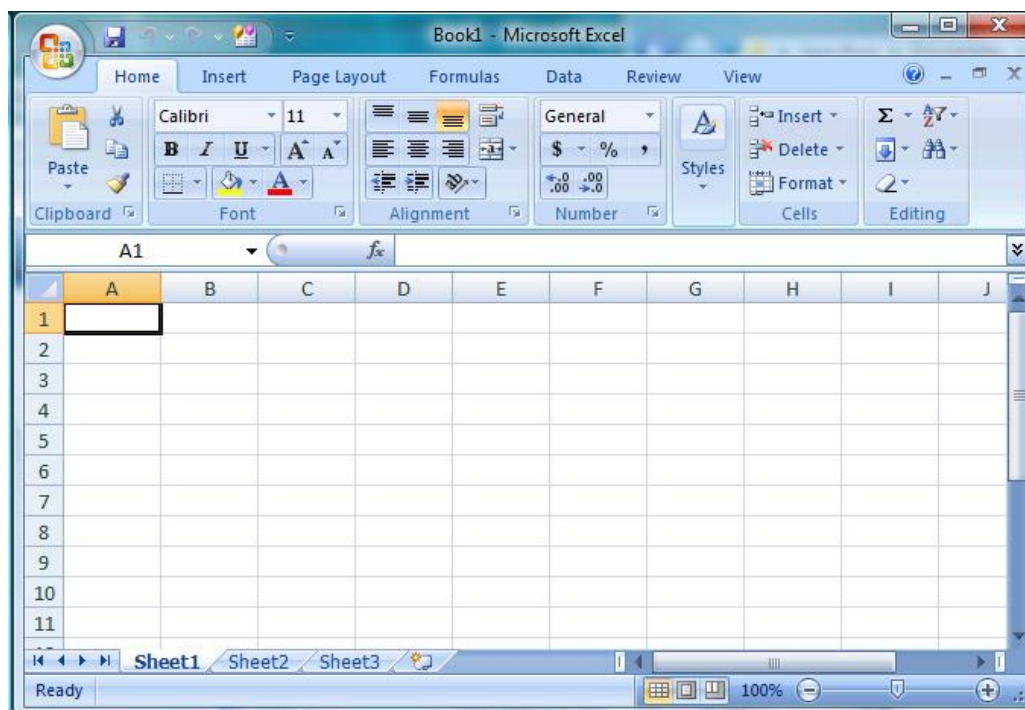 Book1 - Microsoft Excel
Home Insert Page Layout Formulas Data Review View
Calibri 11 General Insert
B I U A A $ % , Delete
Paste Styles Format
Clipboard Font Alignment Number Cells Editing
A1 fx
A B C D E F G H I J
1
2
3
4
5
6
7
8
9
10
11
Sheet1 Sheet2 Sheet3
Ready 100%